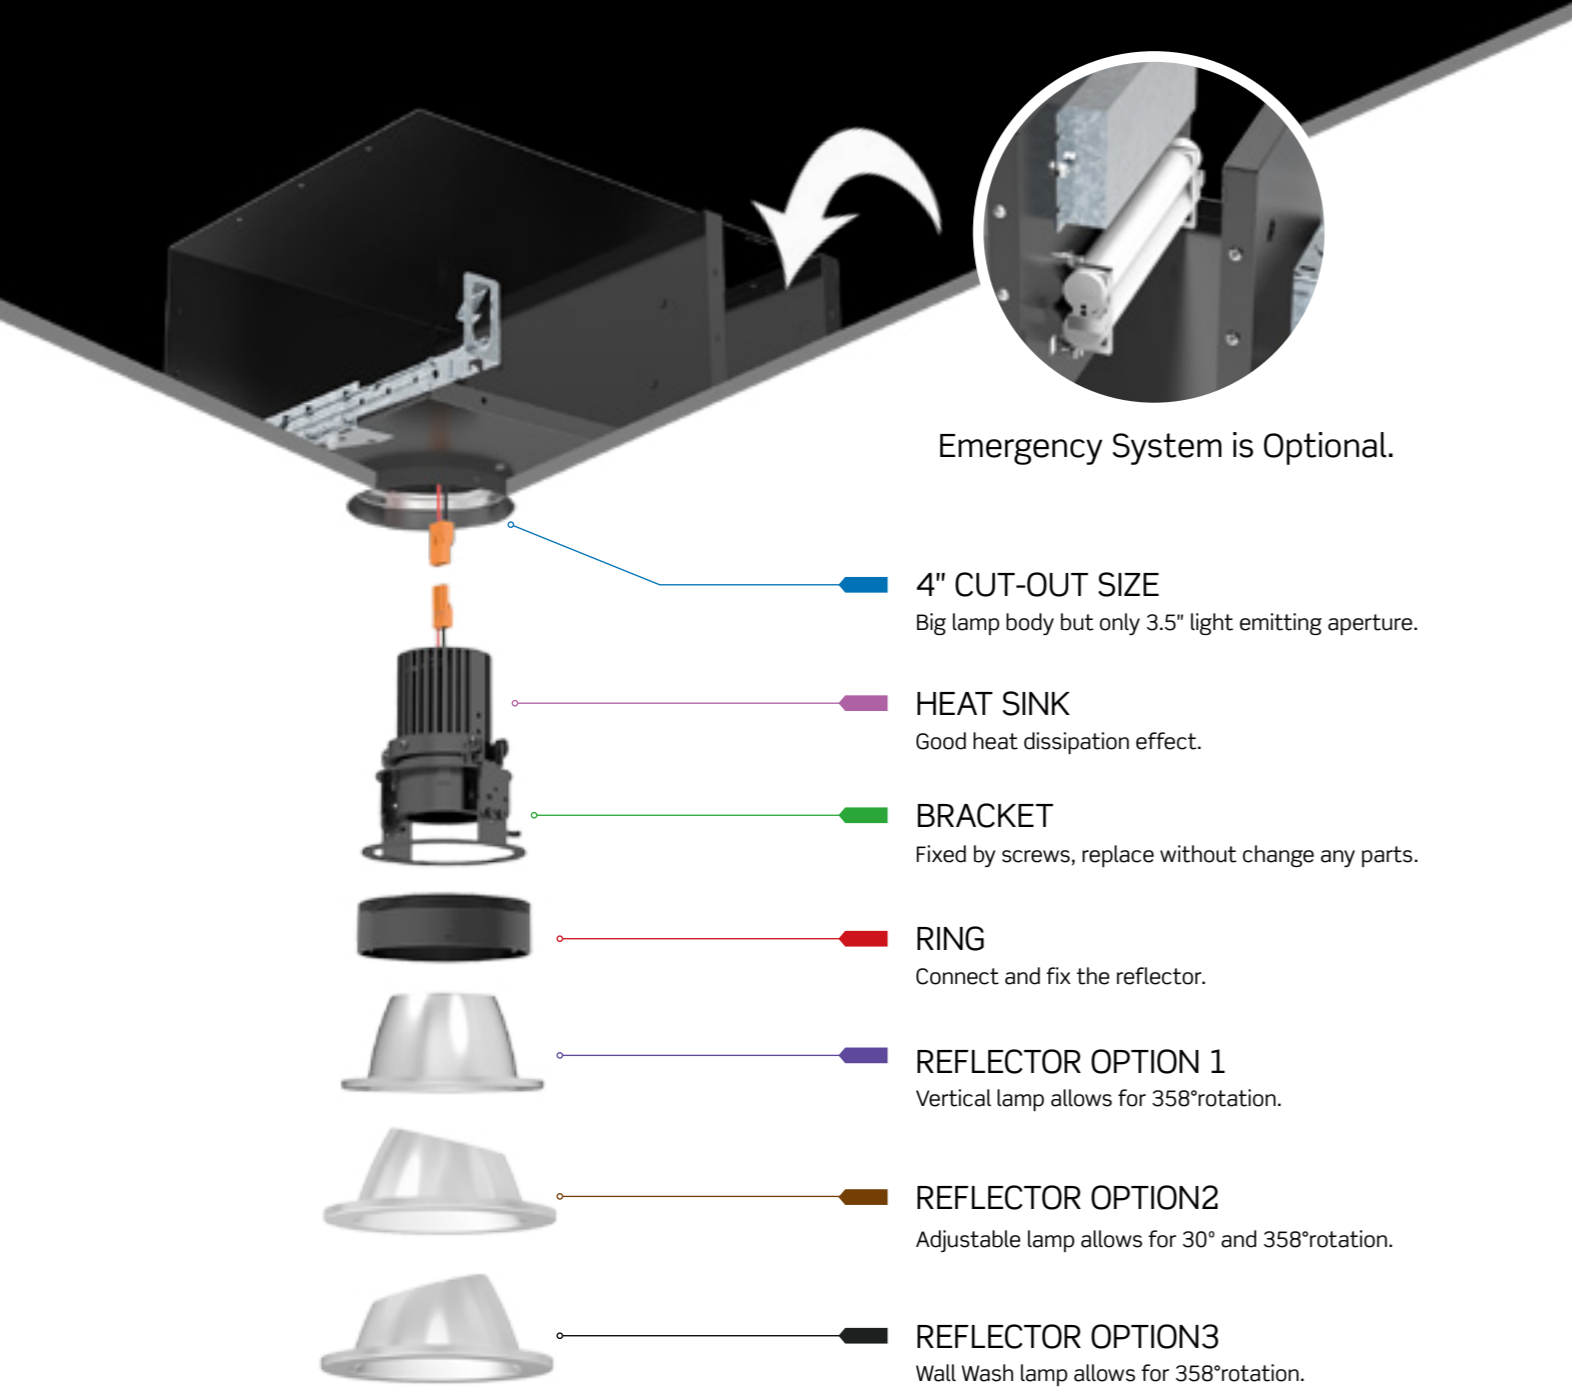 Emergency System is Optional.
4" CUT-OUT SIZE
Big lamp body but only 3.5" light emitting aperture.
HEAT SINK
Good heat dissipation effect.
BRACKET
Fixed by screws, replace without change any parts.
RING
Connect and fix the reflector.
REFLECTOR OPTION 1
Vertical lamp allows for 358°rotation.
REFLECTOR OPTION2
Adjustable lamp allows for 30° and 358°rotation.
REFLECTOR OPTION3
Wall Wash lamp allows for 358°rotation.